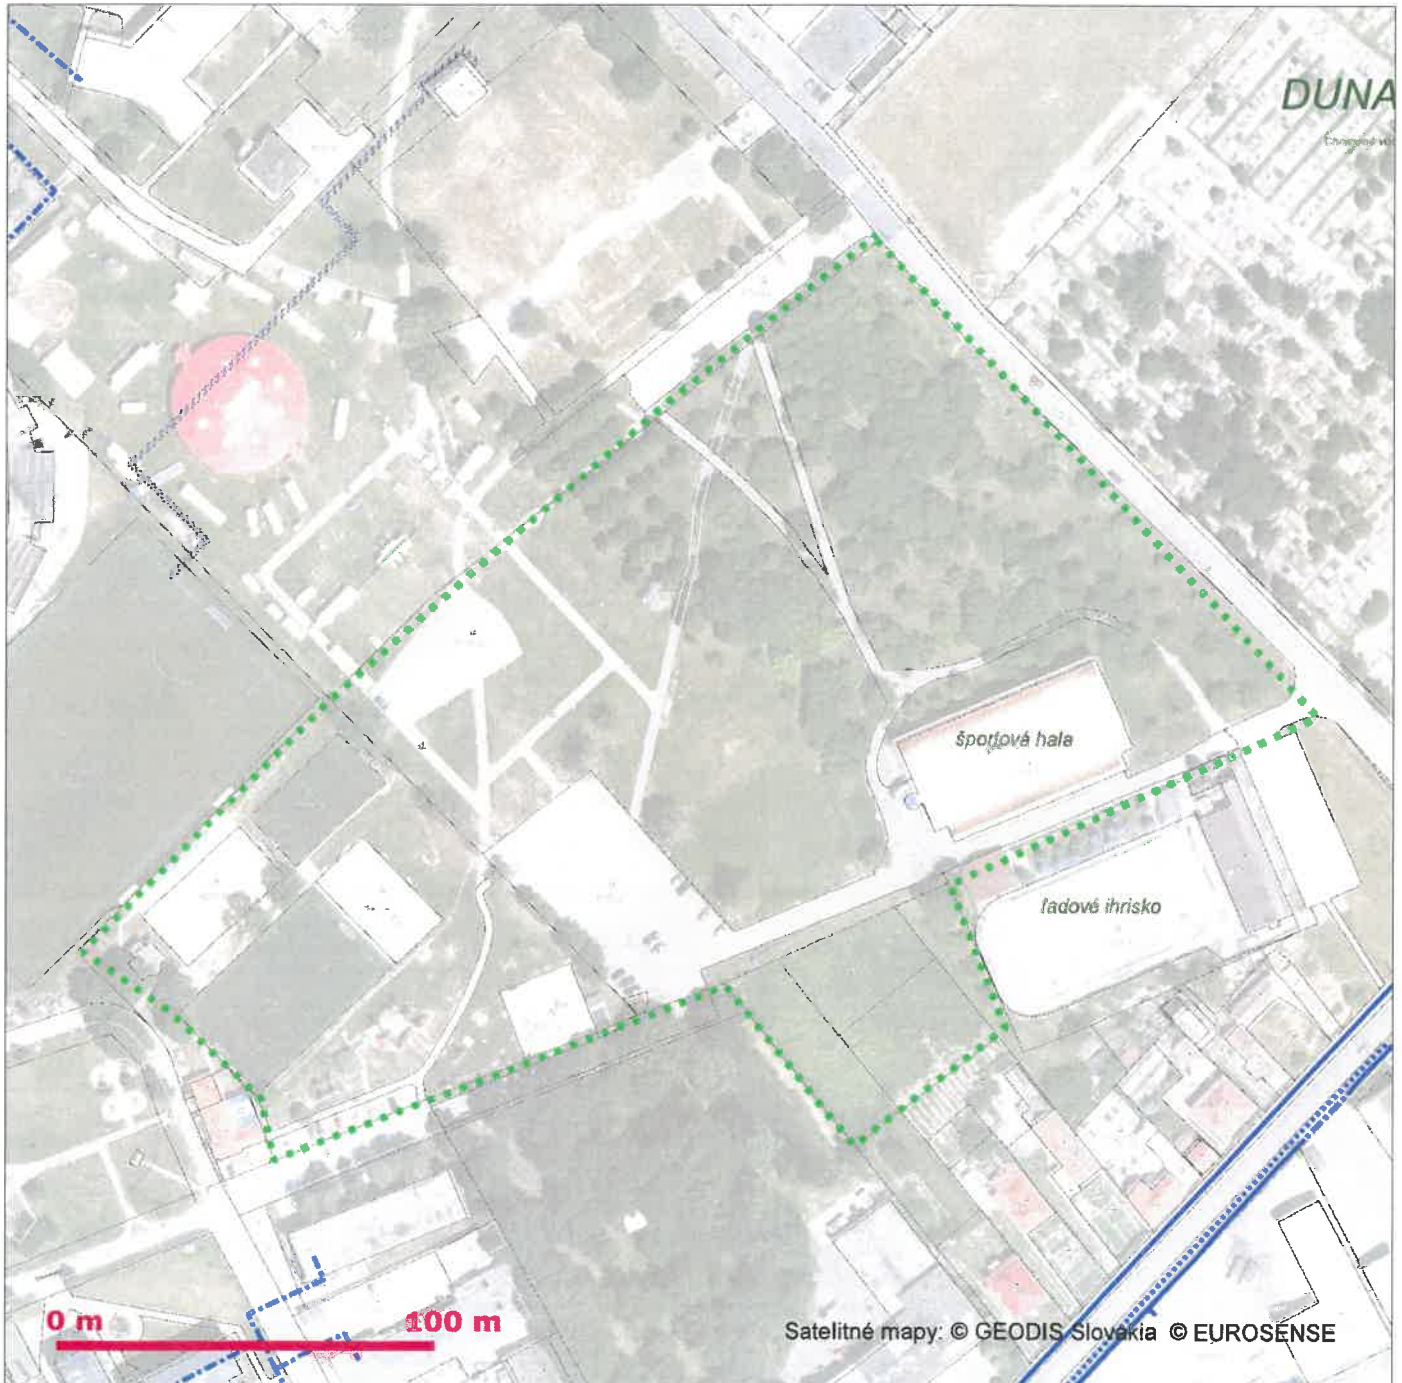 DUNA
športová hala
ľadové ihrisko
0 m
100 m
Satelitné mapy: © GEODIS Slovakia © EUROSENSE